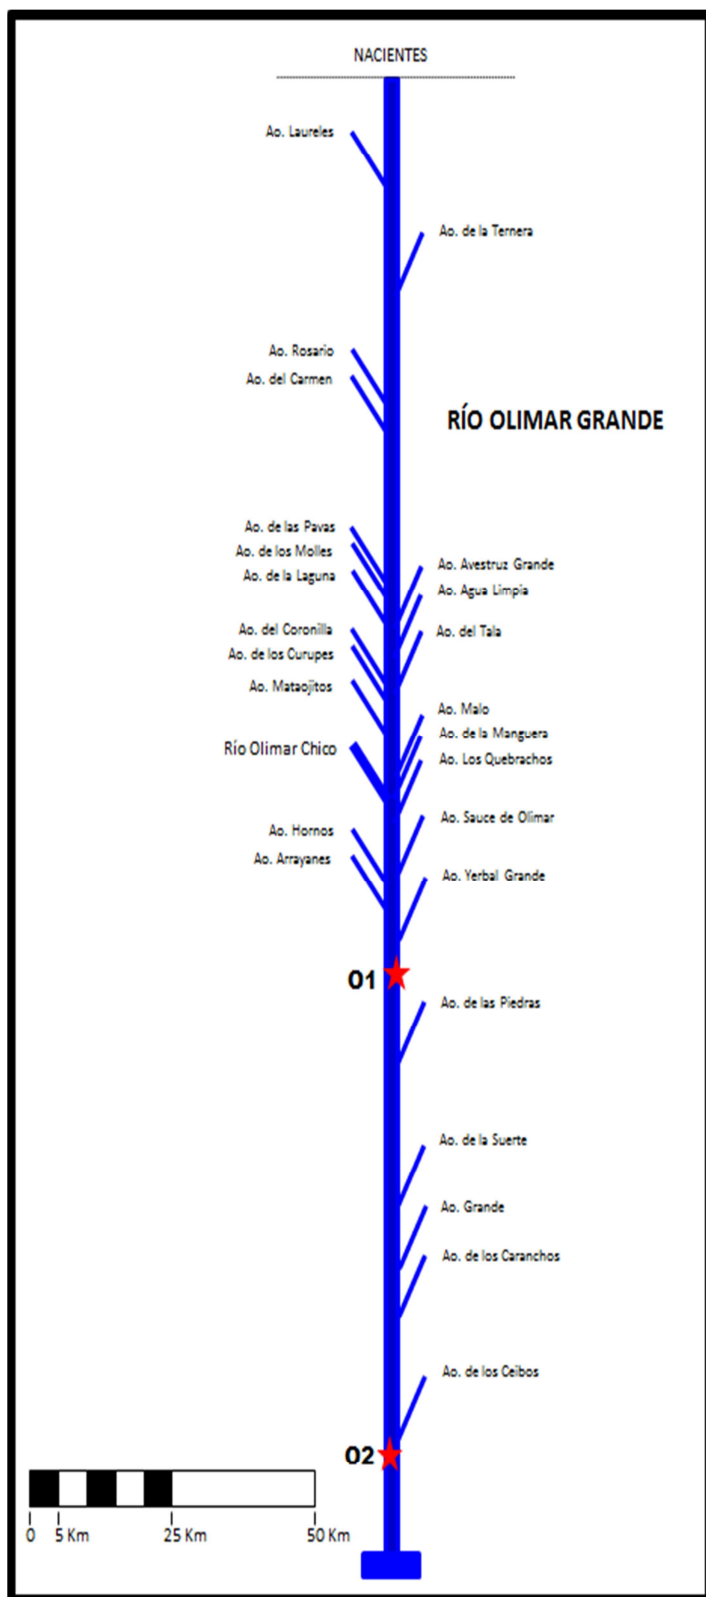 NACIENTES
Ao. Laureles
Ao. de la Ternera
Ao. Rosario
Ao. del Carmen
RÍO OLIMAR GRANDE
Ao. de las Pavas
Ao. de los Molles
Ao. Avestruz Grande
Ao. de la Laguna
Ao. Agua Limpia
Ao. del Coronilla
Ao. del Tala
Ao. de los Curupes
Ao. Mataojitos
Ao. Malo
Ao. de la Manguera
Río Olimar Chico
Ao. Los Quebrachos
Ao. Sauce de Olimar
Ao. Hornos
Ao. Arrayanes
Ao. Yerbal Grande
O1
Ao. de las Piedras
Ao. de la Suerte
Ao. Grande
Ao. de los Caranchos
Ao. de los Ceibos
O2
0 5 Km 25 Km 50 Km